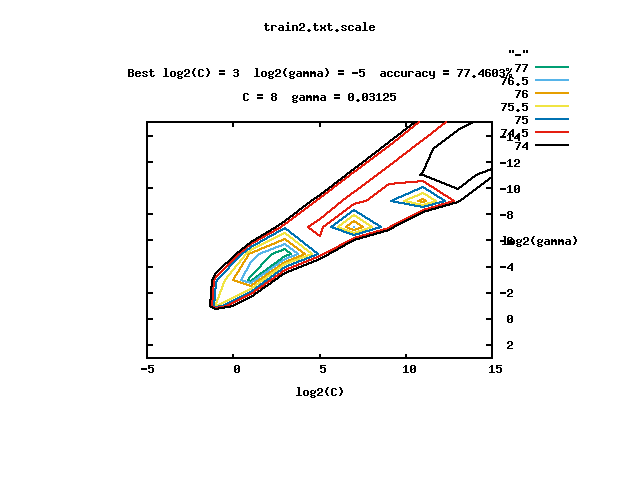 train2.txt.scale
"-"
Best log2(C) = 3  log2(gamma) = -5  accuracy = 77.4603%
77
76.5
C = 8  gamma = 0.03125
76
75.5
75
74.5
74
-14
-12
-10
-8
-6
log2(gamma)
-4
-2
0
2
-5 0 5 10 15
log2(C)